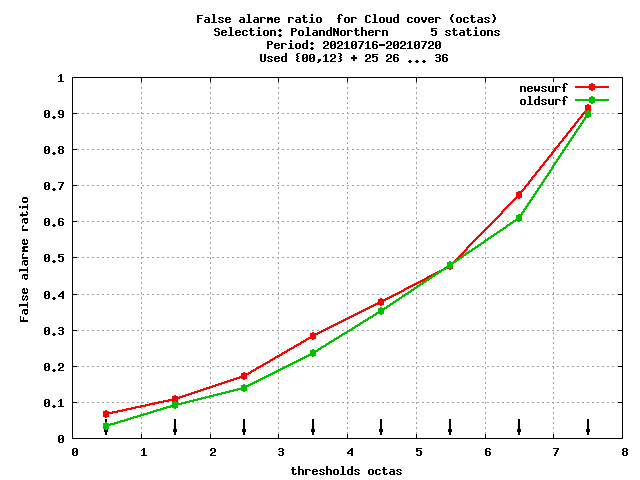 False alarme ratio for Cloud cover (octas)
Selection: PolandNorthern 5 stations
Period: 20210716-20210720
Used {00,12} + 25 26 ... 36
newsurf
oldsurf
1
0.9
0.8
0.7
0.6
0.5
0.4
0.3
0.2
0.1
0
False alarme ratio
0 1 2 3 4 5 6 7 8
thresholds octas